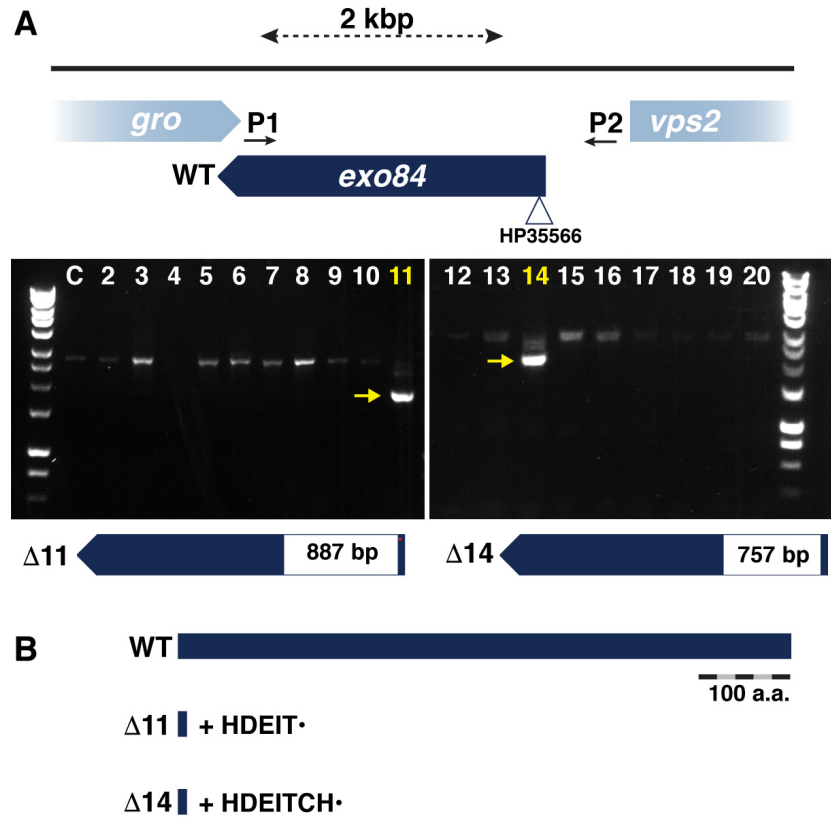 A
2 kbp
gro P1 P2 vps2
WT exo84
HP35566
C 2 3 4 5 6 7 8 9 10 11 12 13 14 15 16 17 18 19 20
Δ11 887 bp Δ14 757 bp
B WT
100 a.a.
Δ11 + HDEIT•
Δ14 + HDEITCH•